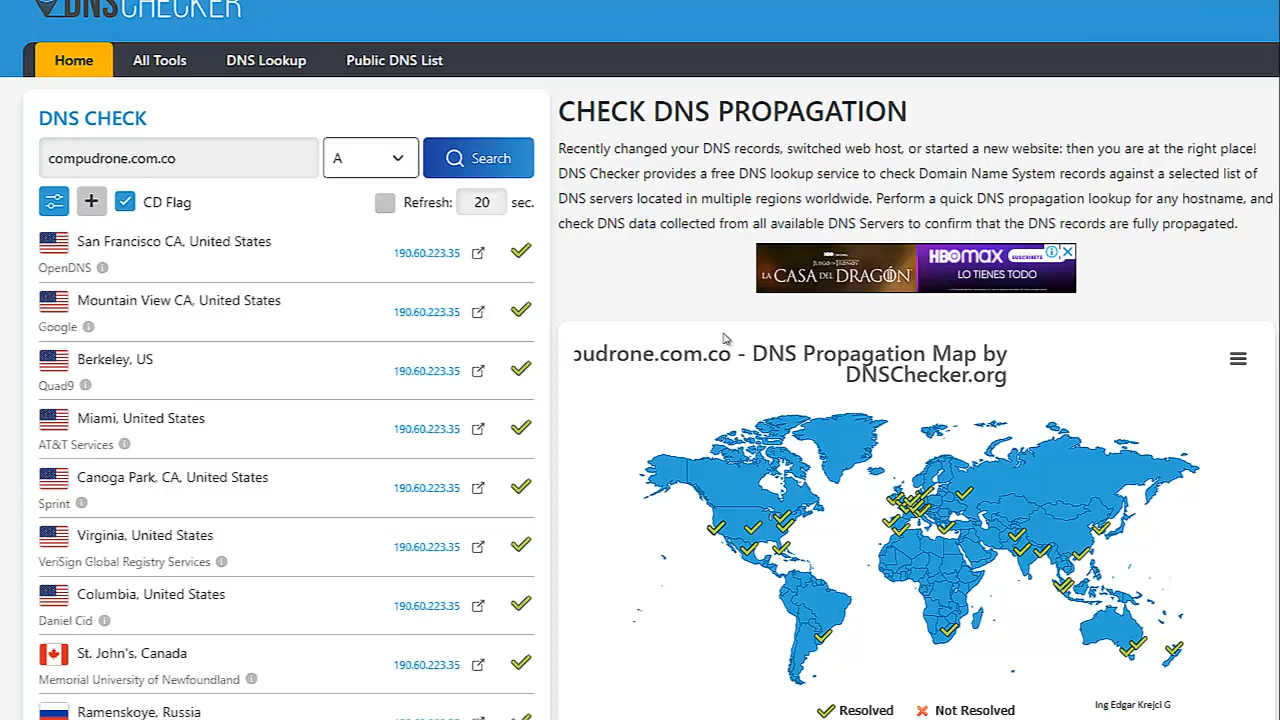 DNSCHECKER
Home
All Tools
DNS Lookup
Public DNS List
DNS CHECK
compudrone.com.co
A
Search
CD Flag
Refresh:
20
sec.
San Francisco CA, United States
OpenDNS
190.60.223.35
Mountain View CA, United States
Google
190.60.223.35
Berkeley, US
Quad9
190.60.223.35
Miami, United States
AT&T Services
190.60.223.35
Canoga Park, CA, United States
Sprint
190.60.223.35
Virginia, United States
VeriSign Global Registry Services
190.60.223.35
Columbia, United States
Daniel Cid
190.60.223.35
St. John's, Canada
Memorial University of Newfoundland
190.60.223.35
Ramenskoye, Russia
CHECK DNS PROPAGATION
Recently changed your DNS records, switched web host, or started a new website: then you are at the right place!
DNS Checker provides a free DNS lookup service to check Domain Name System records against a selected list of
DNS servers located in multiple regions worldwide. Perform a quick DNS propagation lookup for any hostname, and
check DNS data collected from all available DNS Servers to confirm that the DNS records are fully propagated.
HBO
JUEGO DE TRONOS
LA CASA DEL DRAGÓN
HBOMAX
SUSCRÍBETE
LO TIENES TODO
pudrone.com.co - DNS Propagation Map by
DNSChecker.org
Ing Edgar Krejci G
Resolved
Not Resolved